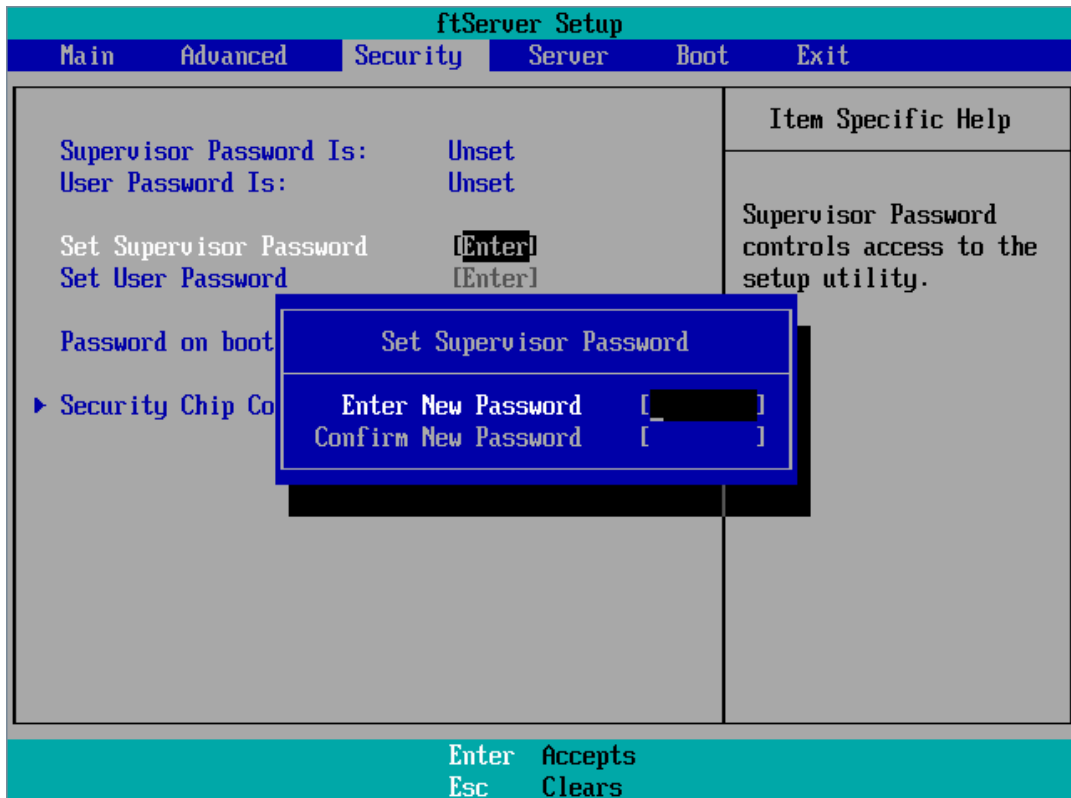 ftServer Setup
Main Advanced Security Server Boot Exit
Item Specific Help
Supervisor Password Is: Unset
User Password Is: Unset
Supervisor Password
controls access to the
setup utility.
Set Supervisor Password [Enter]
Set User Password [Enter]
Password on boot
Security Chip Co
Set Supervisor Password
Enter New Password [_ ]
Confirm New Password [ ]
Enter Accepts
Esc Clears